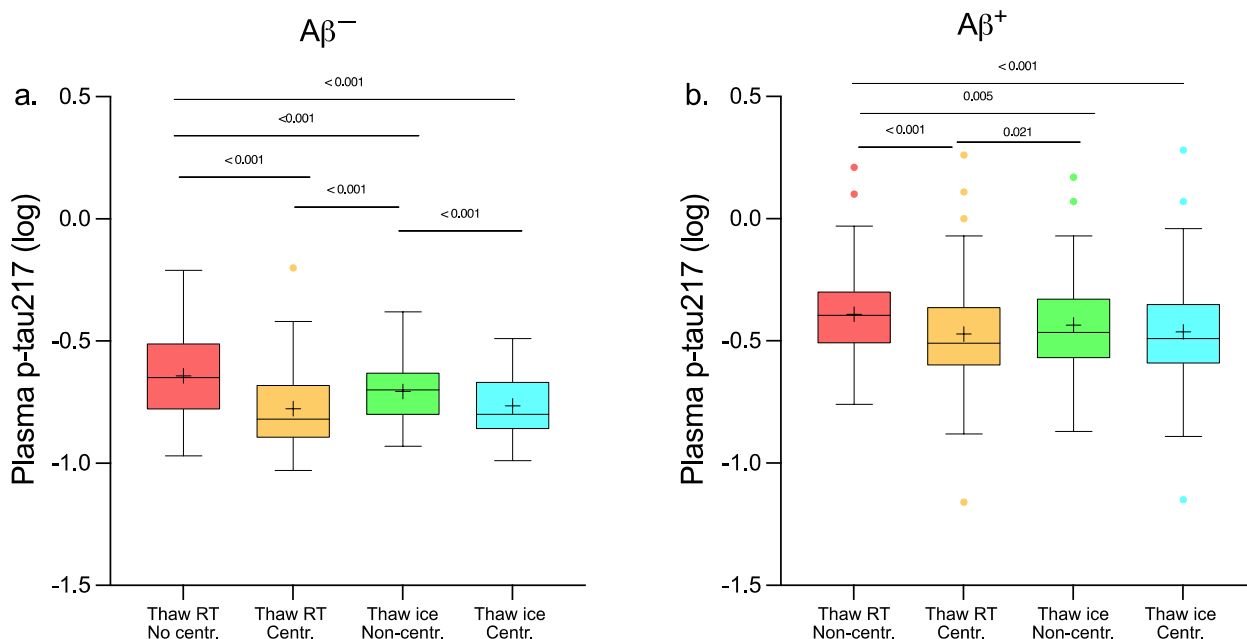 Aβ⁻
a.
< 0.001
<0.001
< 0.001
< 0.001
< 0.001
Plasma p-tau217 (log)
0.5
0.0
-0.5
-1.0
-1.5
Thaw RT
No centr.
Thaw RT
Centr.
Thaw ice
Non-centr.
Thaw ice
Centr.
Aβ⁺
b.
< 0.001
0.005
< 0.001
0.021
Plasma p-tau217 (log)
0.5
0.0
-0.5
-1.0
-1.5
Thaw RT
Non-centr.
Thaw RT
Centr.
Thaw ice
Non-centr.
Thaw ice
Centr.